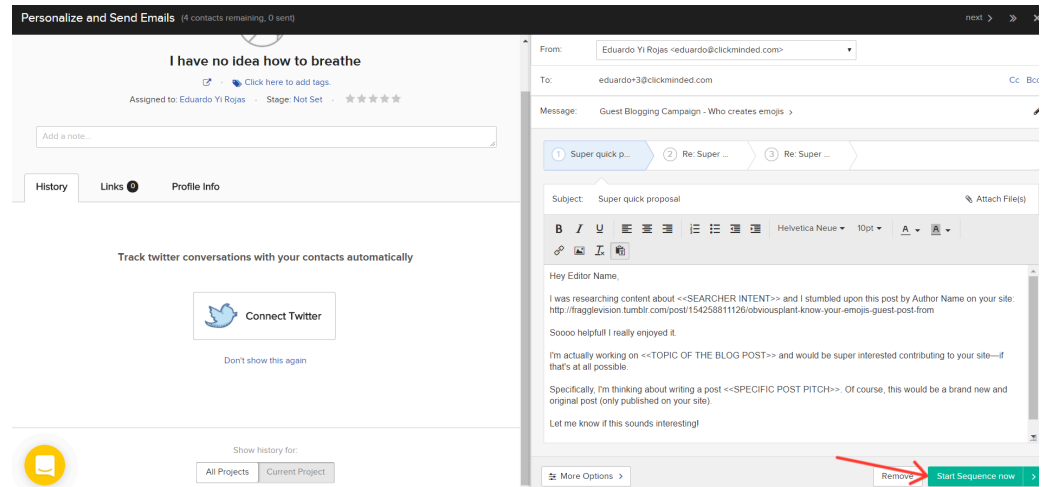 Personalize and Send Emails (4 contacts remaining, 0 sent) next >
I have no idea how to breathe
Click here to add tags.
Assigned to: Eduardo Yi Rojas · Stage: Not Set
Add a note...
History Links 0 Profile Info
Track twitter conversations with your contacts automatically
Connect Twitter
Don't show this again
Show history for:
All Projects Current Project
From: Eduardo Yi Rojas <eduardo@clickminded.com>
To: eduardo+3@clickminded.com Cc Bcc
Message: Guest Blogging Campaign - Who creates emojis >
1 Super quick p... 2 Re: Super ... 3 Re: Super ...
Subject: Super quick proposal Attach File(s)
B I U Helvetica Neue 10pt A A
Hey Editor Name,
I was researching content about <<SEARCHER INTENT>> and I stumbled upon this post by Author Name on your site:
http://fragglevision.tumblr.com/post/154258811126/obviousplant-know-your-emojis-guest-post-from
Soooo helpful! I really enjoyed it.
I'm actually working on <<TOPIC OF THE BLOG POST>> and would be super interested contributing to your site—if
that's at all possible.
Specifically, I'm thinking about writing a post <<SPECIFIC POST PITCH>>. Of course, this would be a brand new and
original post (only published on your site).
Let me know if this sounds interesting!
More Options > Remove Start Sequence now >